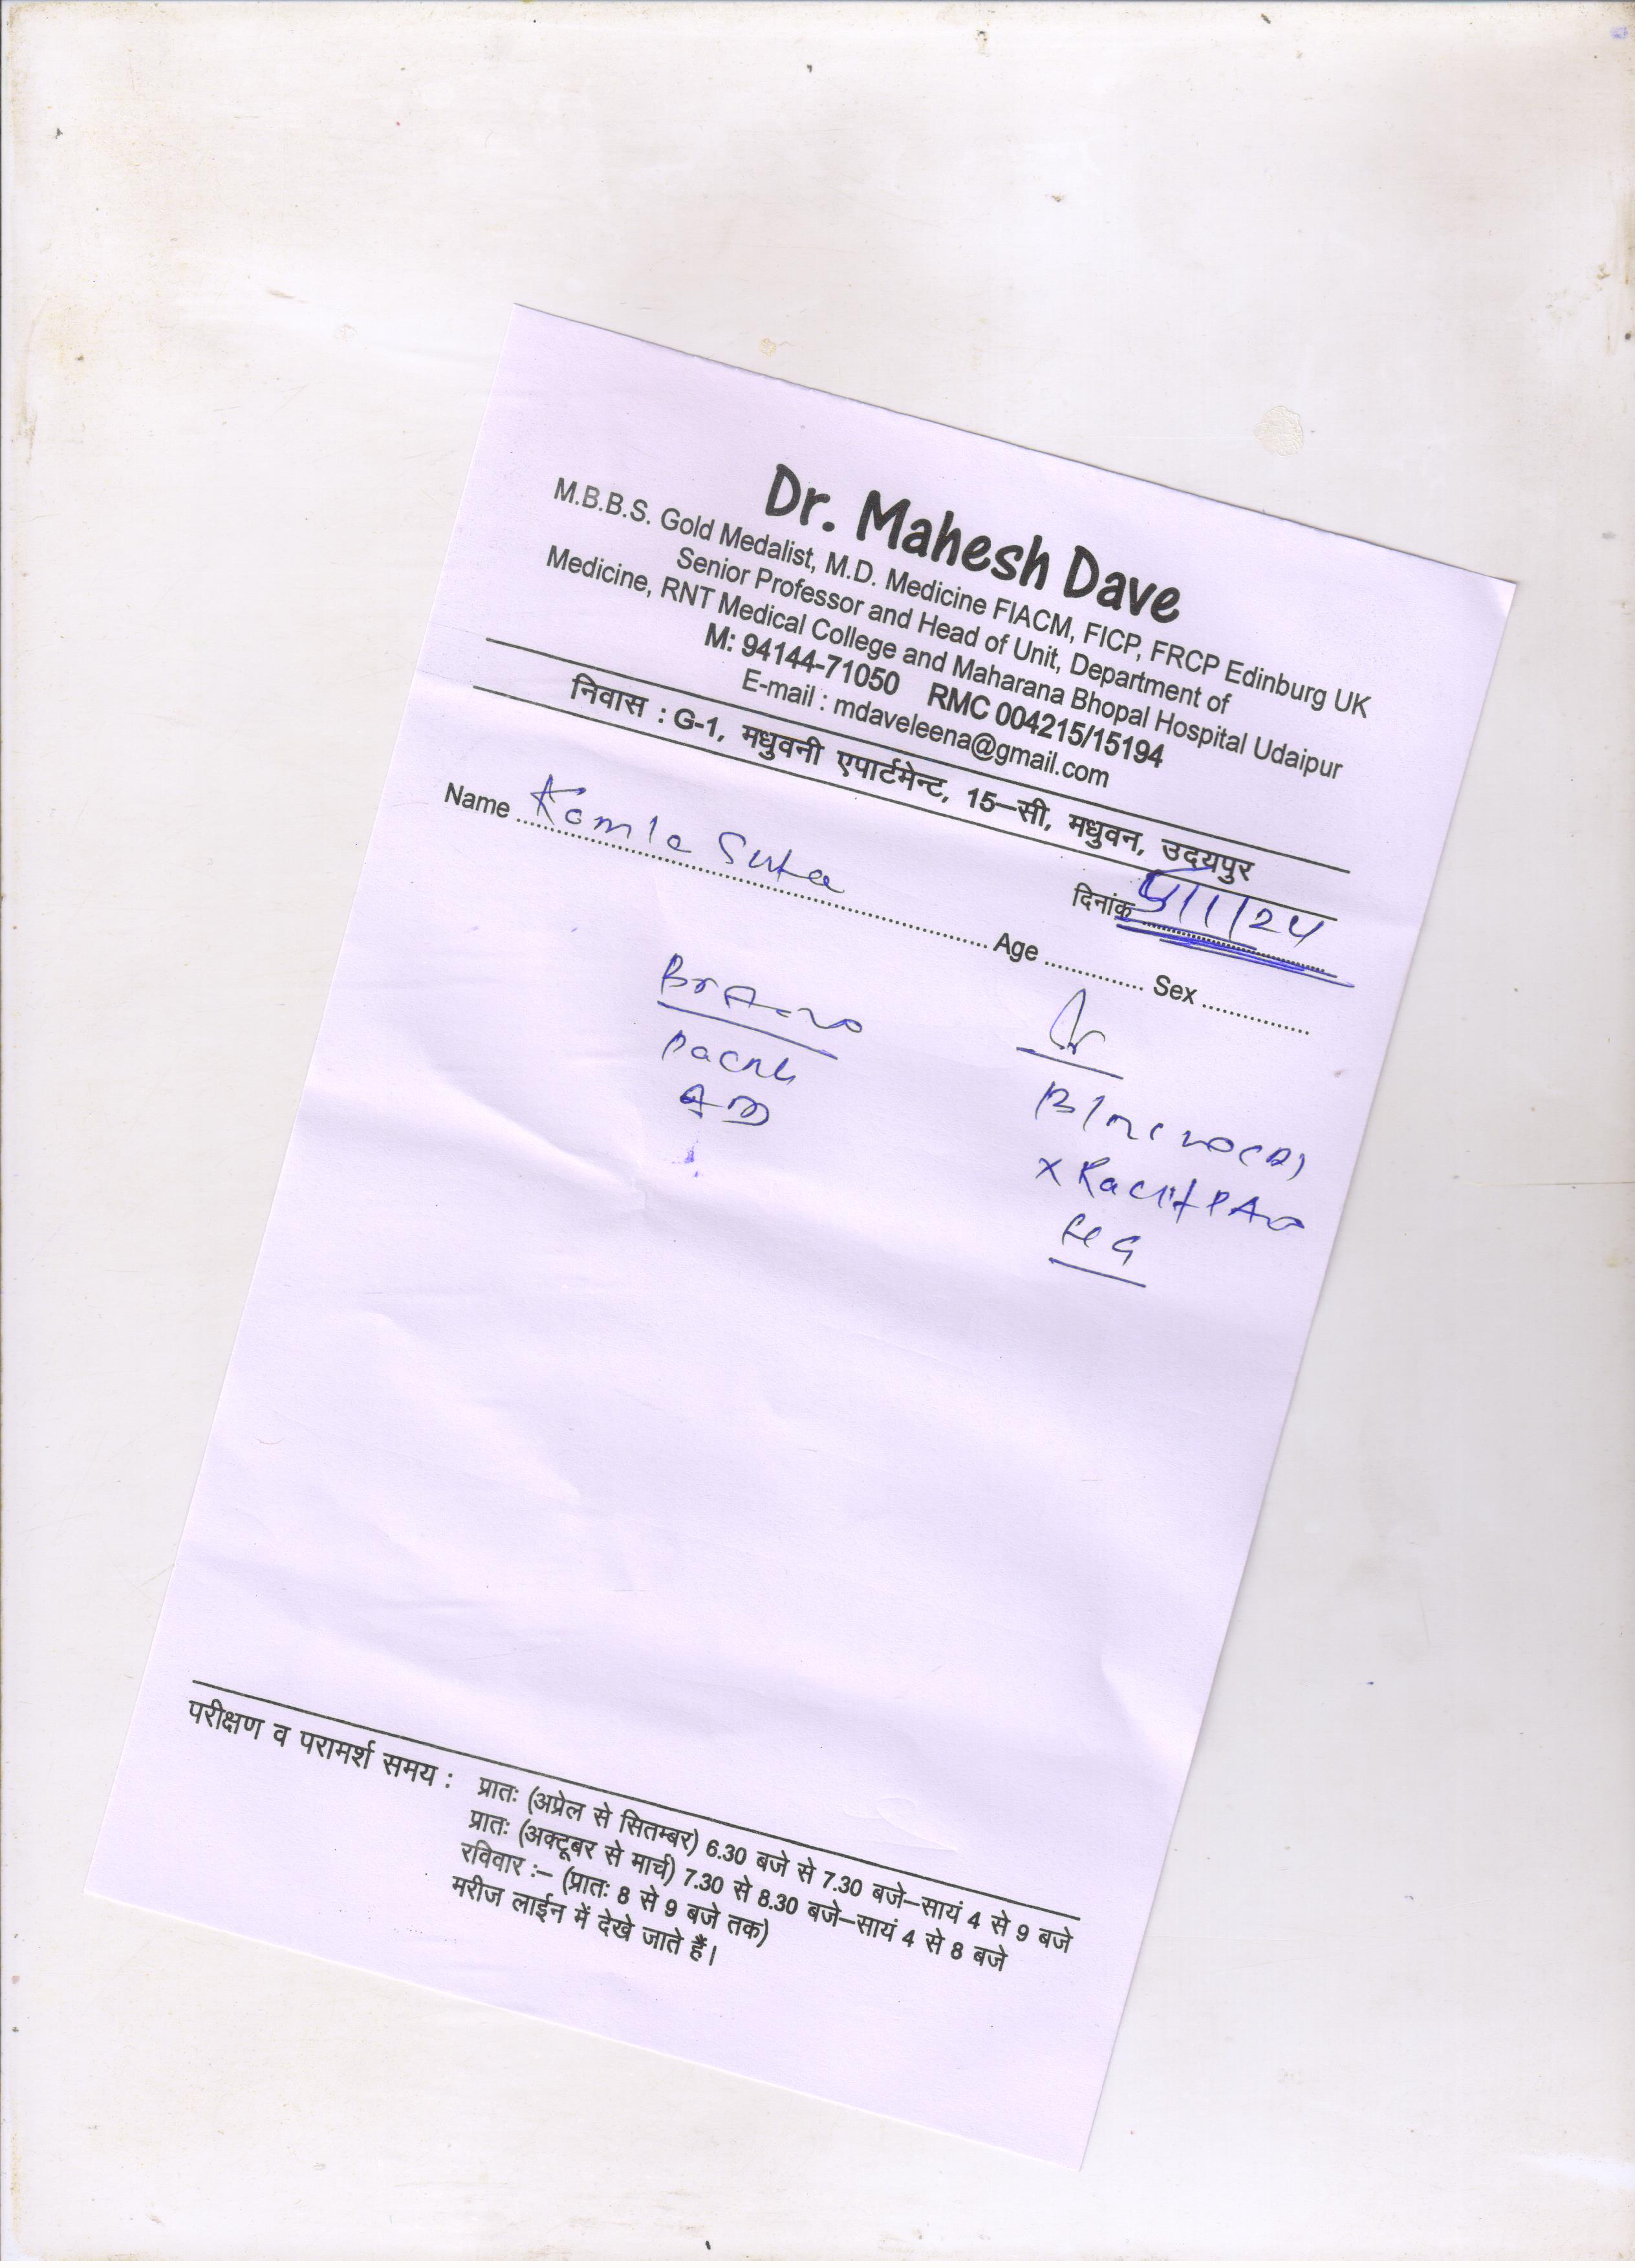 Dr. Mahesh Dave
M.B.B.S. Gold Medalist, M.D. Medicine FIACM, FICP, FRCP Edinburg UK
Senior Professor and Head of Unit, Department of
Medicine, RNT Medical College and Maharana Bhopal Hospital Udaipur
M: 94144-71050 RMC 004215/15194
E-mail : mdaveleena@gmail.com
निवास : G-1, मधुवनी एपार्टमेन्ट, 15–सी, मधुवन, उदयपुर
दिनांक 5/1/24
Name Kamla Age Sex
परीक्षण व परामर्श समय : प्रातः (अप्रेल से सितम्बर) 6.30 बजे से 7.30 बजे–सायं 4 से 9 बजे
प्रातः (अक्टूबर से मार्च) 7.30 से 8.30 बजे–सायं 4 से 8 बजे
रविवार :– (प्रातः 8 से 9 बजे तक)
मरीज लाईन में देखे जाते हैं।